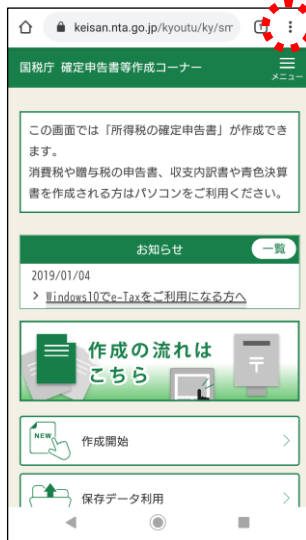 keisan.nta.go.jp/kyoutu/ky/sm
1
国税庁 確定申告書等作成コーナー
メニュー
この画面では「所得税の確定申告書」が作成でき
ます。
消費税や贈与税の申告書、収支内訳書や青色決算
書を作成される方はパソコンをご利用ください。
お知らせ
一覧
2019/01/04
> Windows10でe-Taxをご利用になる方へ
作成の流れは
こちら
〒
NEW
作成開始
保存データ利用